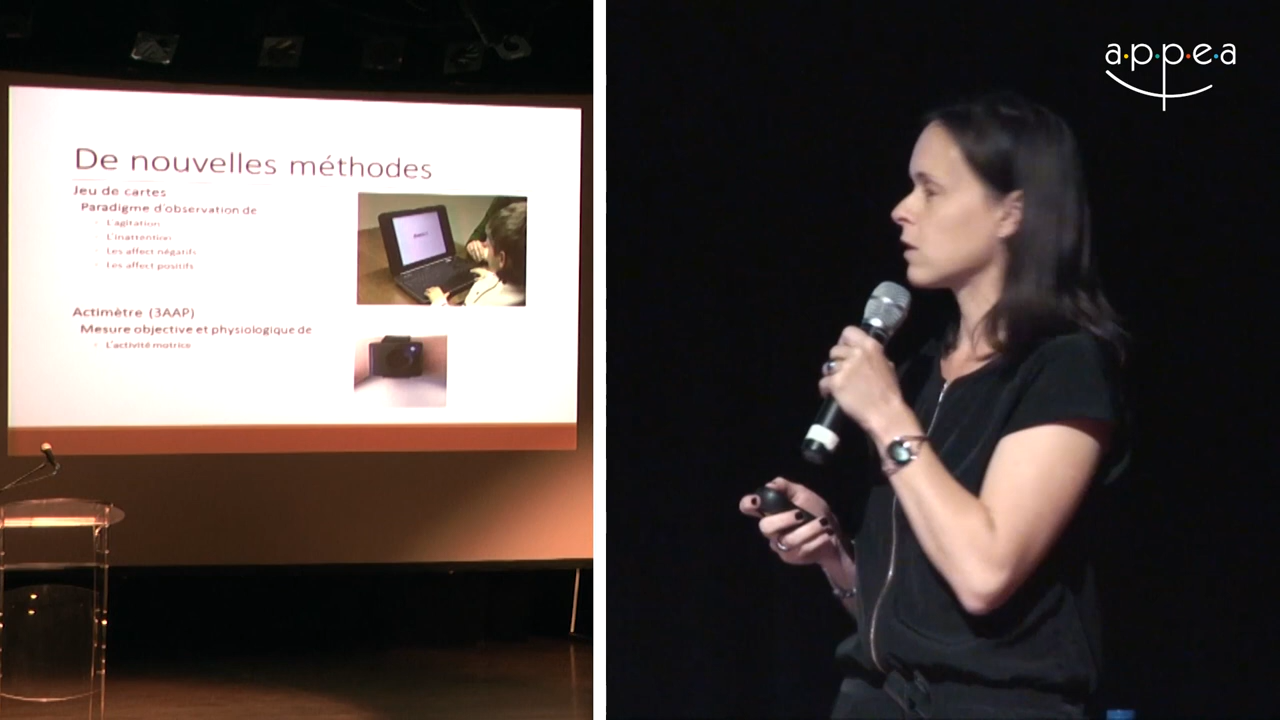 De nouvelles méthodes
Jeu de cartes
Paradigme d'observation de
L'agitation
L'inattention
Les affect négatifs
Les affect positifs
Actimètre (3AAP)
Mesure objective et physiologique de
L'activité motrice
a·p·p·e·a